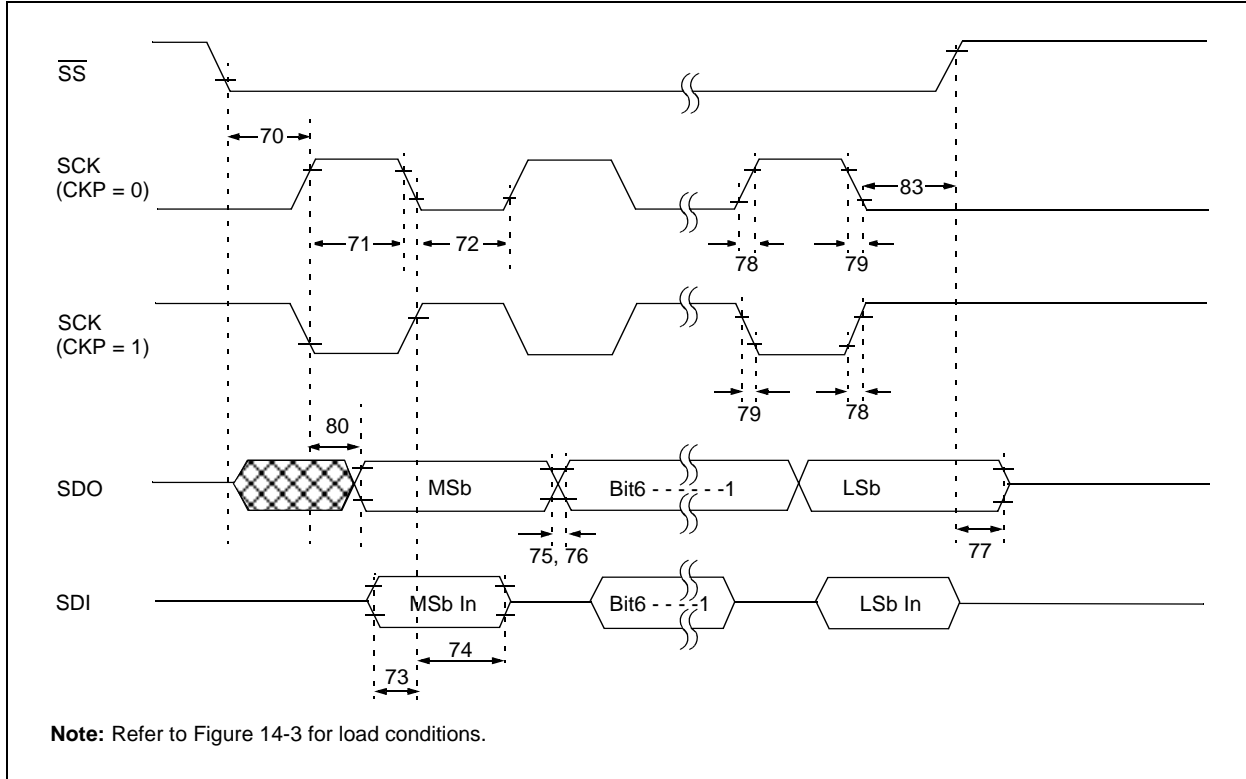 SS
70
SCK
(CKP = 0)
83
71
72
78
79
SCK
(CKP = 1)
79
78
80
SDO
MSb
Bit6 - - - - - -1
LSb
75, 76
77
SDI
MSb In
Bit6 - - - -1
LSb In
74
73
Note: Refer to Figure 14-3 for load conditions.